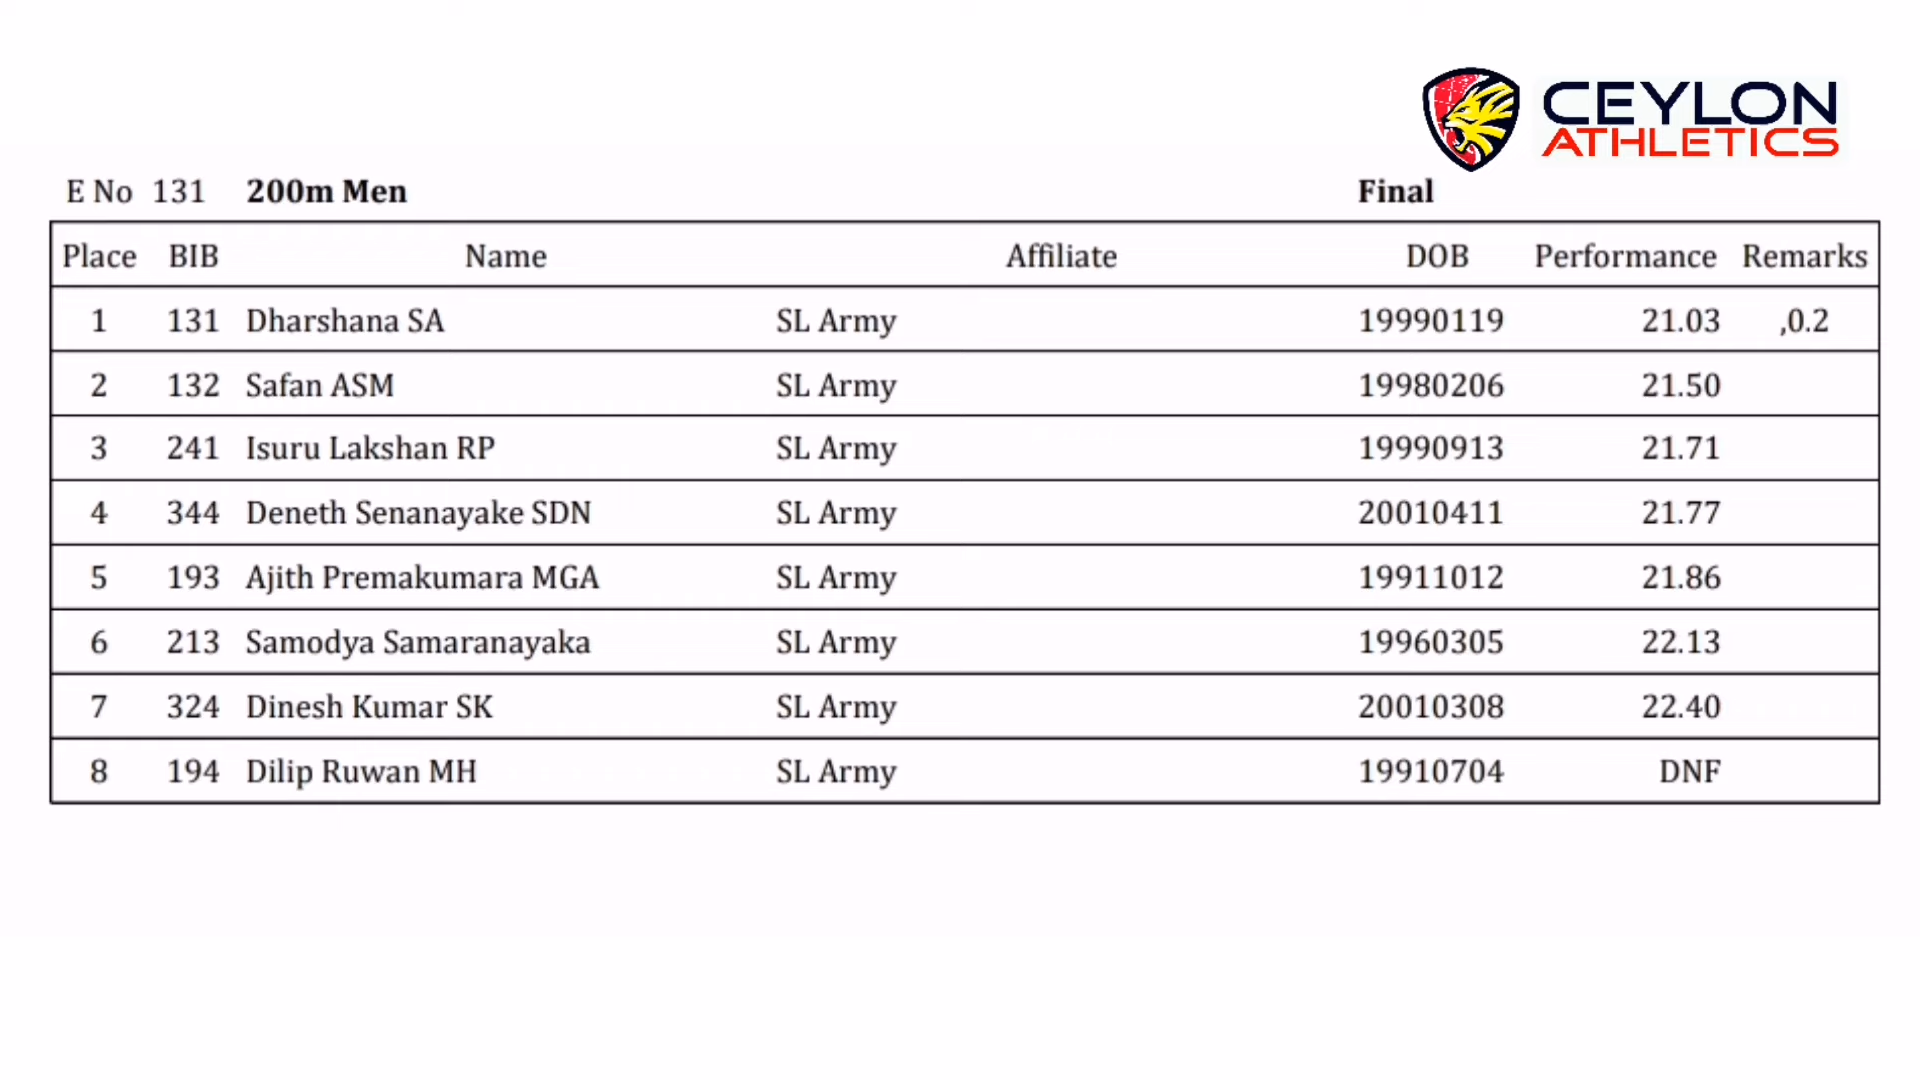 CEYLON
ATHLETICS
E No 131 200m Men Final
Place BIB Name Affiliate DOB Performance Remarks
1 131 Dharshana SA SL Army 19990119 21.03 ,0.2
2 132 Safan ASM SL Army 19980206 21.50
3 241 Isuru Lakshan RP SL Army 19990913 21.71
4 344 Deneth Senanayake SDN SL Army 20010411 21.77
5 193 Ajith Premakumara MGA SL Army 19911012 21.86
6 213 Samodya Samaranayaka SL Army 19960305 22.13
7 324 Dinesh Kumar SK SL Army 20010308 22.40
8 194 Dilip Ruwan MH SL Army 19910704 DNF